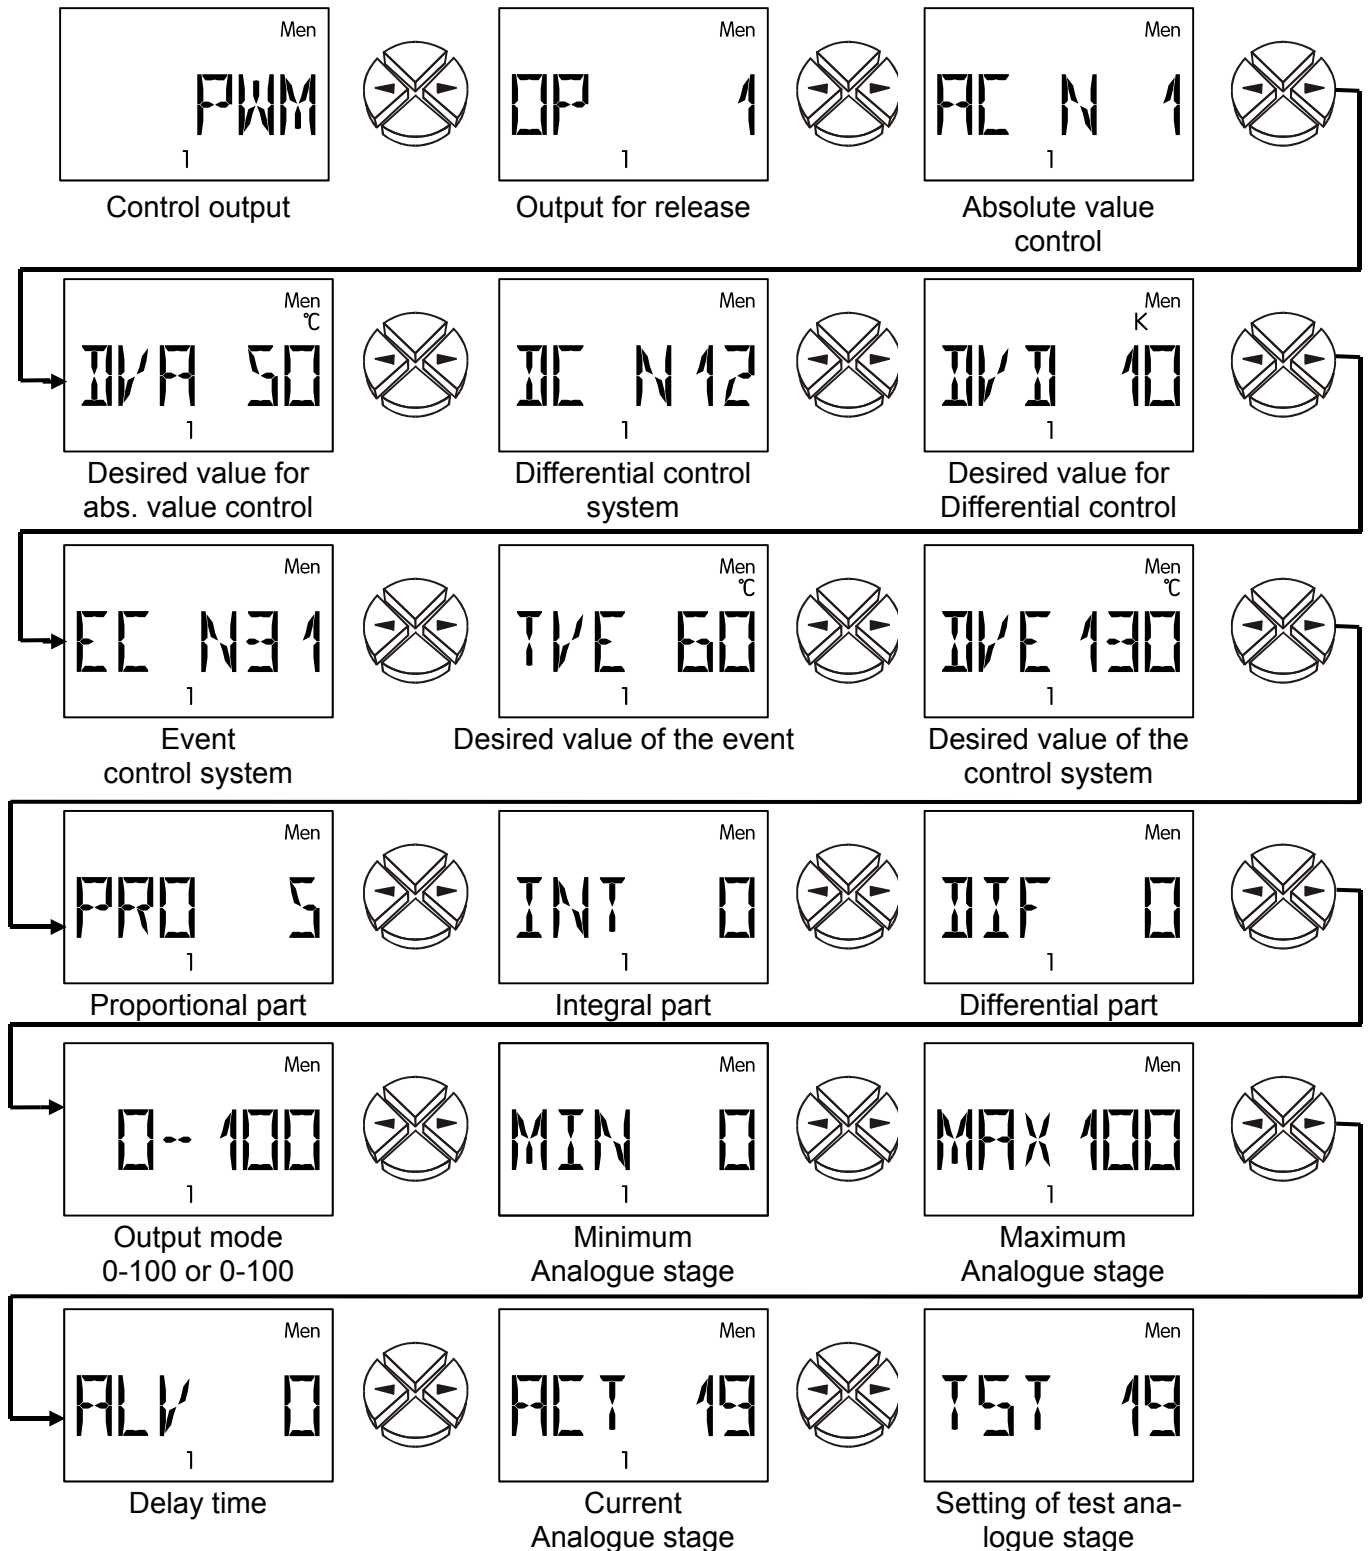 Men Men Men
PWM OP 1 AC N 1
1 1 1
Control output Output for release Absolute value
control
Men Men Men
°C K
DVA 50 DC N12 DVD 10
1 1 1
Desired value for Differential control Desired value for
abs. value control system Differential control
Men Men Men
°C °C
EC N31 TVE 60 DVE 130
1 1 1
Event Desired value of the event Desired value of the
control system control system
Men Men Men
PRO 5 INT 0 DIF 0
1 1 1
Proportional part Integral part Differential part
Men Men Men
0-100 MIN 0 MAX 100
1 1 1
Output mode Minimum Maximum
0-100 or 0-100 Analogue stage Analogue stage
Men Men Men
ALV 0 ACT 19 TST 19
1 1
Delay time Current Setting of test ana-
Analogue stage logue stage